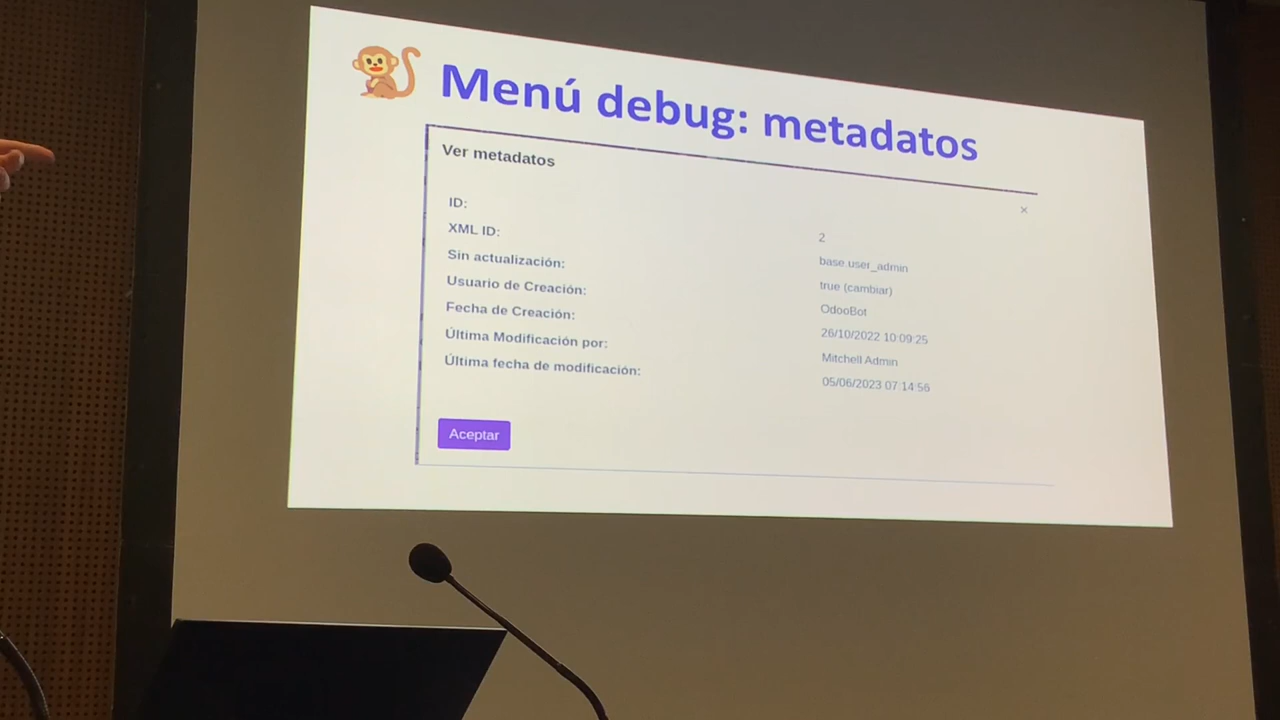 Menú debug: metadatos
Ver metadatos
×
ID: 2
XML ID: base.user_admin
Sin actualización: true (cambiar)
Usuario de Creación: OdooBot
Fecha de Creación: 26/10/2022 10:09:25
Última Modificación por: Mitchell Admin
Última fecha de modificación: 05/06/2023 07:14:56
Aceptar